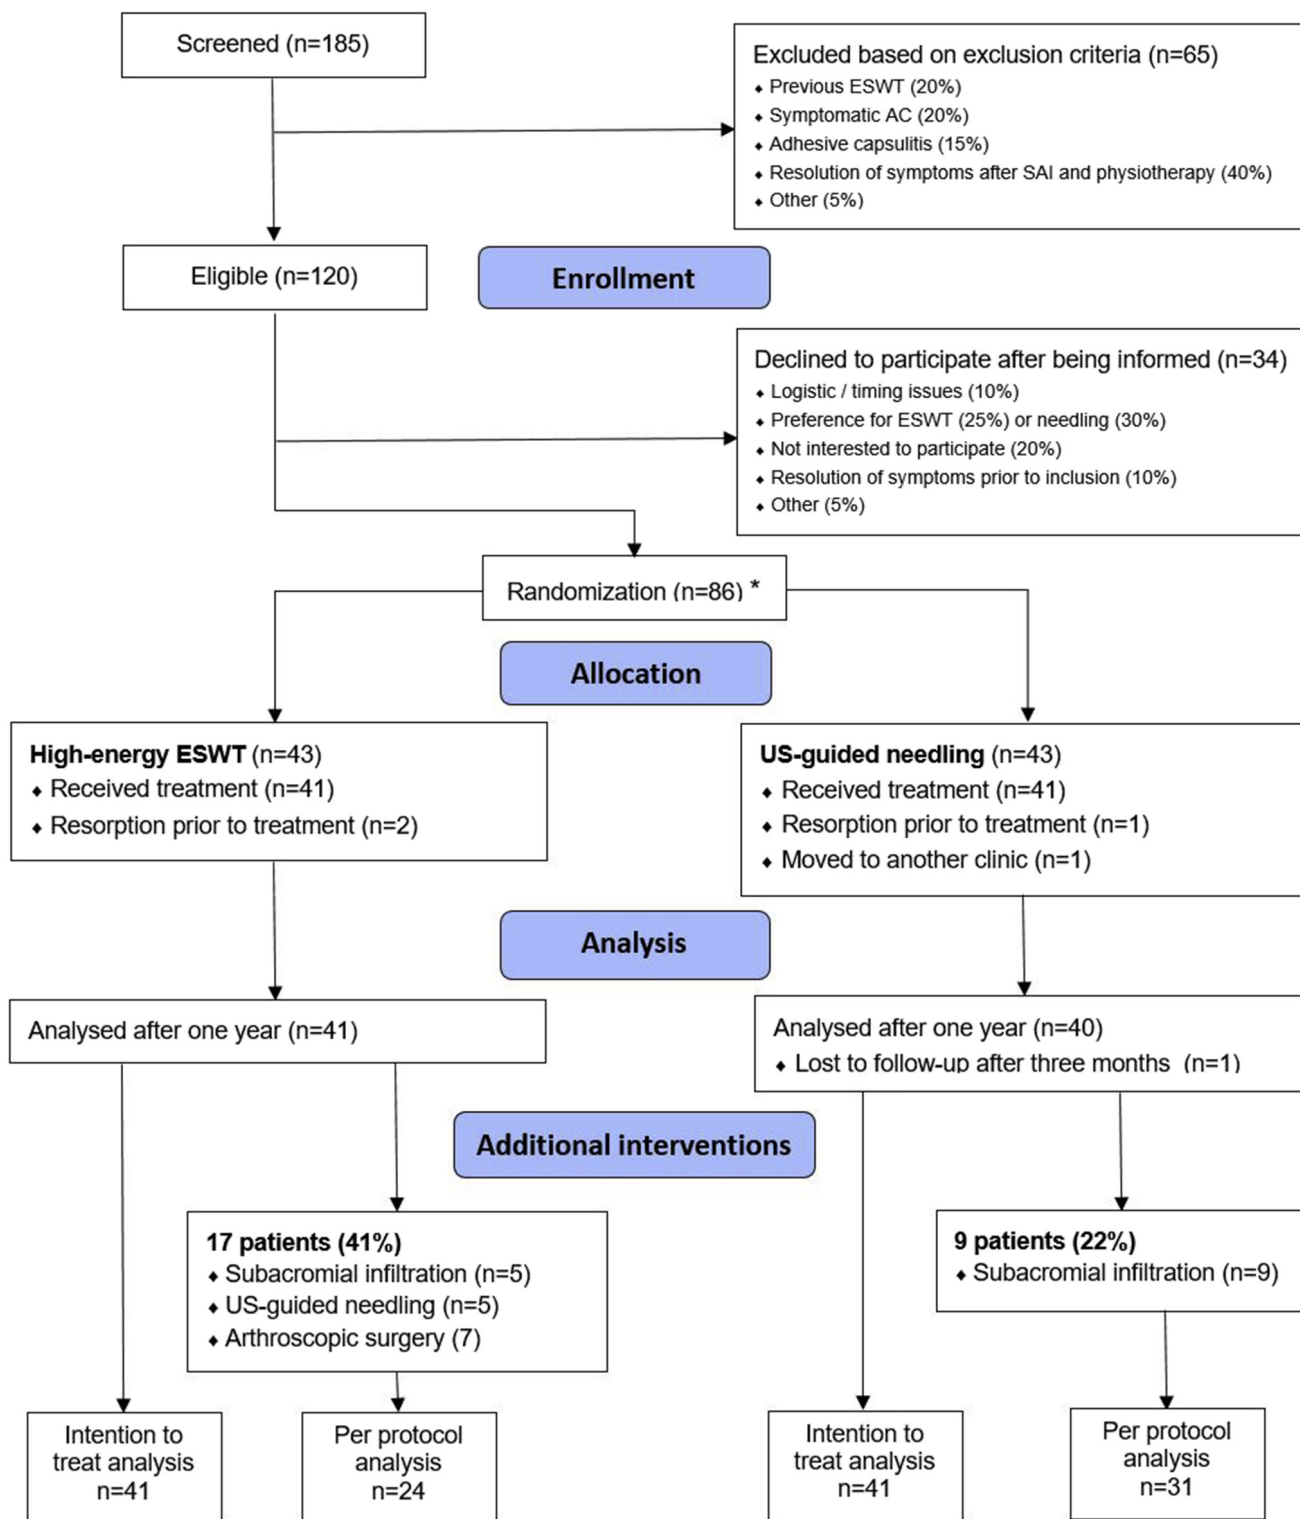 Screened (n=185)
Excluded based on exclusion criteria (n=65)
⬥ Previous ESWT (20%)
⬥ Symptomatic AC (20%)
⬥ Adhesive capsulitis (15%)
⬥ Resolution of symptoms after SAI and physiotherapy (40%)
⬥ Other (5%)
Eligible (n=120)
Enrollment
Declined to participate after being informed (n=34)
⬥ Logistic / timing issues (10%)
⬥ Preference for ESWT (25%) or needling (30%)
⬥ Not interested to participate (20%)
⬥ Resolution of symptoms prior to inclusion (10%)
⬥ Other (5%)
Randomization (n=86) *
Allocation
High-energy ESWT (n=43)
⬥ Received treatment (n=41)
⬥ Resorption prior to treatment (n=2)
US-guided needling (n=43)
⬥ Received treatment (n=41)
⬥ Resorption prior to treatment (n=1)
⬥ Moved to another clinic (n=1)
Analysis
Analysed after one year (n=41)
Analysed after one year (n=40)
⬥ Lost to follow-up after three months (n=1)
Additional interventions
17 patients (41%)
⬥ Subacromial infiltration (n=5)
⬥ US-guided needling (n=5)
⬥ Arthroscopic surgery (7)
9 patients (22%)
⬥ Subacromial infiltration (n=9)
Intention to
treat analysis
n=41
Per protocol
analysis
n=24
Intention to
treat analysis
n=41
Per protocol
analysis
n=31